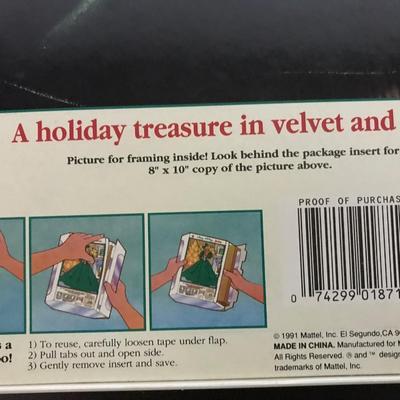 A holiday treasure in velvet and
Picture for framing inside! Look behind the package insert for
8" x 10" copy of the picture above.
PROOF OF PURCHAS
0 74299 01871
s a
oo!
1) To reuse, carefully loosen tape under flap.
2) Pull tabs out and open side.
3) Gently remove insert and save.
© 1991 Mattel, Inc. El Segundo, CA 9
MADE IN CHINA. Manufactured for M
All Rights Reserved. ® and ™ desig
trademarks of Mattel, Inc.